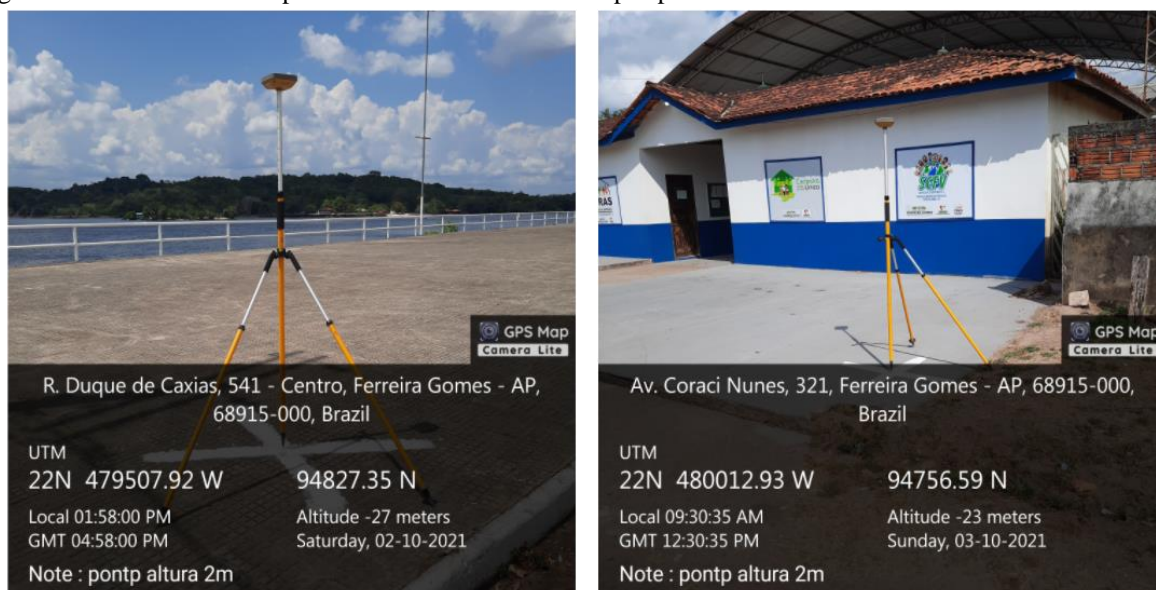 RAS
SCFV
GPS Map
Camera Lite
R. Duque de Caxias, 541 - Centro, Ferreira Gomes - AP,
68915-000, Brazil
UTM
22N 479507.92 W
94827.35 N
Local 01:58:00 PM
GMT 04:58:00 PM
Altitude -27 meters
Saturday, 02-10-2021
Note : pontp altura 2m
GPS Map
Camera Lite
Av. Coraci Nunes, 321, Ferreira Gomes - AP, 68915-000,
Brazil
UTM
22N 480012.93 W
94756.59 N
Local 09:30:35 AM
GMT 12:30:35 PM
Altitude -23 meters
Sunday, 03-10-2021
Note : pontp altura 2m